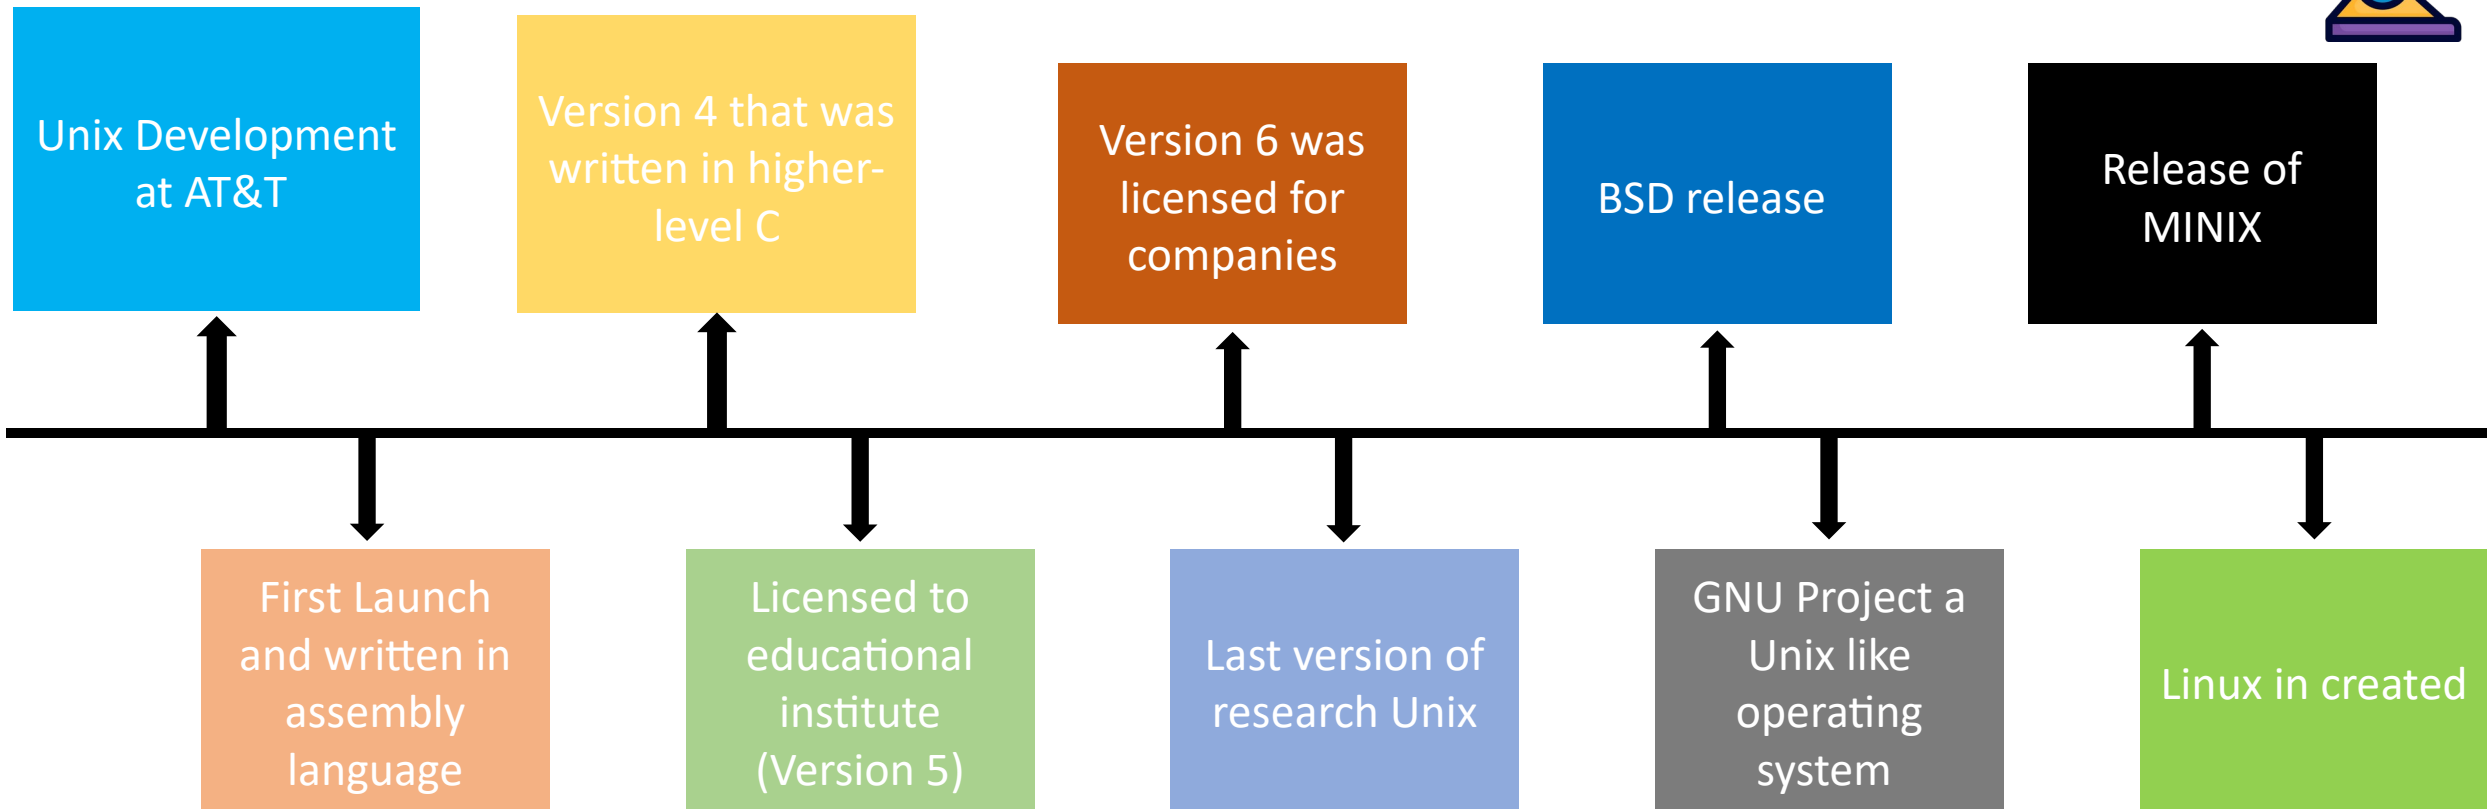 Unix Development
at AT&T
Version 4 that was
written in higher-
level C
Version 6 was
licensed for
companies
BSD release
Release of
MINIX
First Launch
and written in
assembly
language
Licensed to
educational
institute
(Version 5)
Last version of
research Unix
GNU Project a
Unix like
operating
system
Linux in created